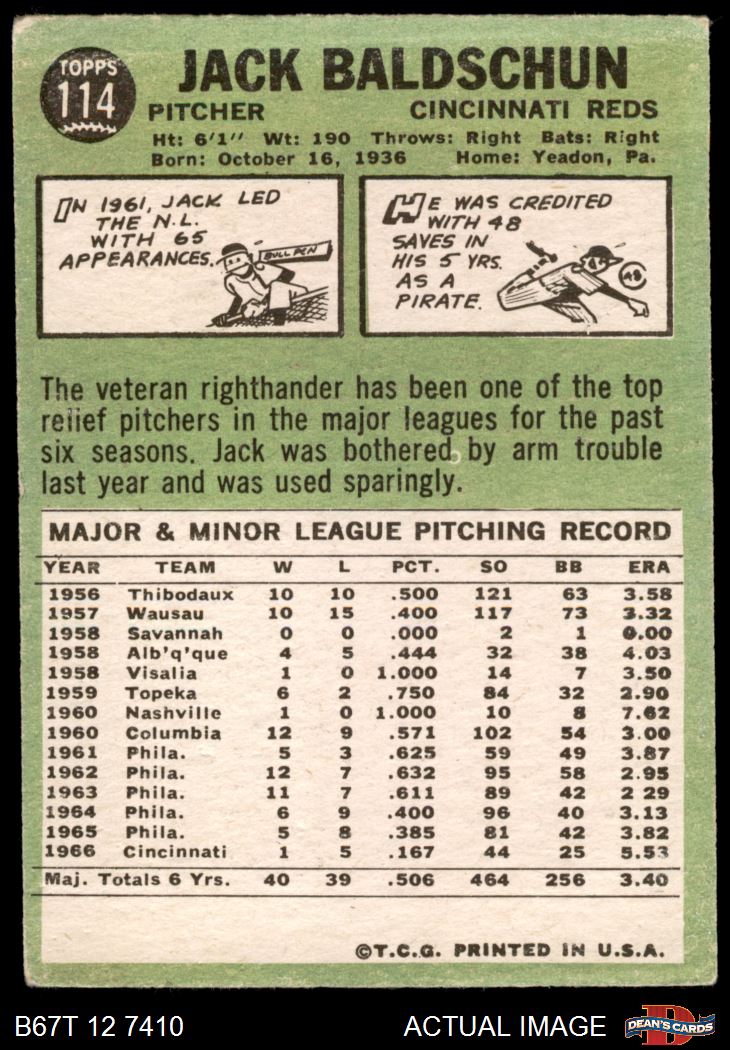 TOPPS
114
JACK BALDSCHUN
PITCHER CINCINNATI REDS
Ht: 6'1" Wt: 190 Throws: Right Bats: Right
Born: October 16, 1936 Home: Yeadon, Pa.
IN 1961, JACK LED
THE N.L.
WITH 65
APPEARANCES.
BULL PEN
HE WAS CREDITED
WITH 48
SAVES IN
HIS 5 YRS.
AS A
PIRATE.
48
The veteran righthander has been one of the top
relief pitchers in the major leagues for the past
six seasons. Jack was bothered by arm trouble
last year and was used sparingly.
MAJOR & MINOR LEAGUE PITCHING RECORD
YEAR TEAM W L PCT. SO BB ERA
1956 Thibodaux 10 10 .500 121 63 3.58
1957 Wausau 10 15 .400 117 73 3.32
1958 Savannah 0 0 .000 2 1 0.00
1958 Alb'q'que 4 5 .444 32 38 4.03
1958 Visalia 1 0 1.000 14 7 3.50
1959 Topeka 6 2 .750 84 32 2.90
1960 Nashville 1 0 1.000 10 8 7.62
1960 Columbia 12 9 .571 102 54 3.00
1961 Phila. 5 3 .625 59 49 3.87
1962 Phila. 12 7 .632 95 58 2.95
1963 Phila. 11 7 .611 89 42 2 29
1964 Phila. 6 9 .400 96 40 3.13
1965 Phila. 5 8 .385 81 42 3.82
1966 Cincinnati 1 5 .167 44 25 5.53
Maj. Totals 6 Yrs. 40 39 .506 464 256 3.40
©T.C.G. PRINTED IN U.S.A.
B67T 12 7410 ACTUAL IMAGE
D
DEAN'S CARDS